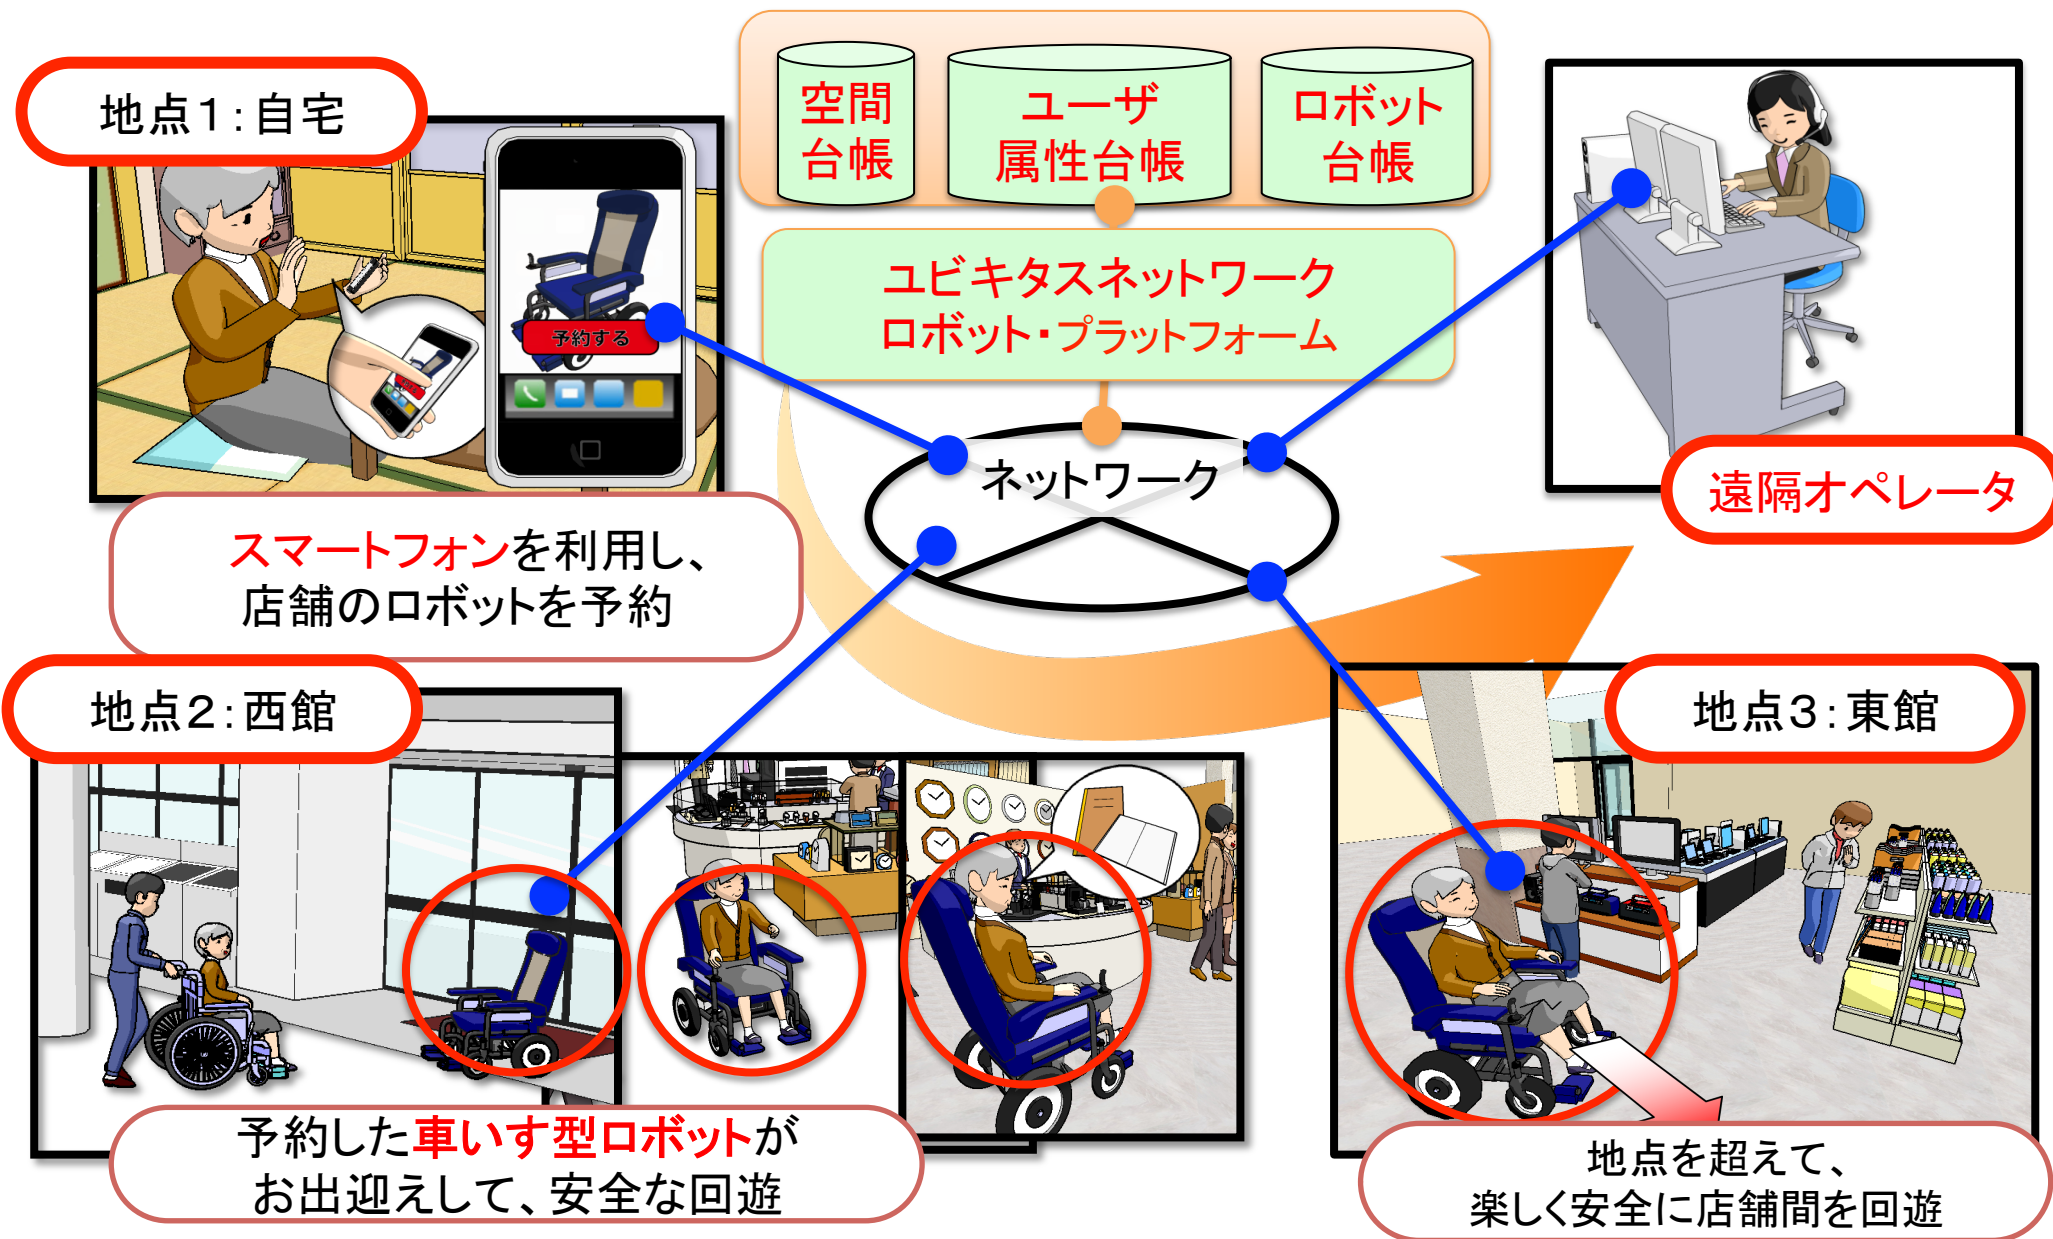 地点1:自宅
予約する
スマートフォンを利用し、
店舗のロボットを予約
空間
台帳
ユーザ
属性台帳
ロボット
台帳
ユビキタスネットワーク
ロボット・プラットフォーム
ネットワーク
遠隔オペレータ
地点2:西館
予約した車いす型ロボットが
お出迎えして、安全な回遊
地点3:東館
地点を超えて、
楽しく安全に店舗間を回遊